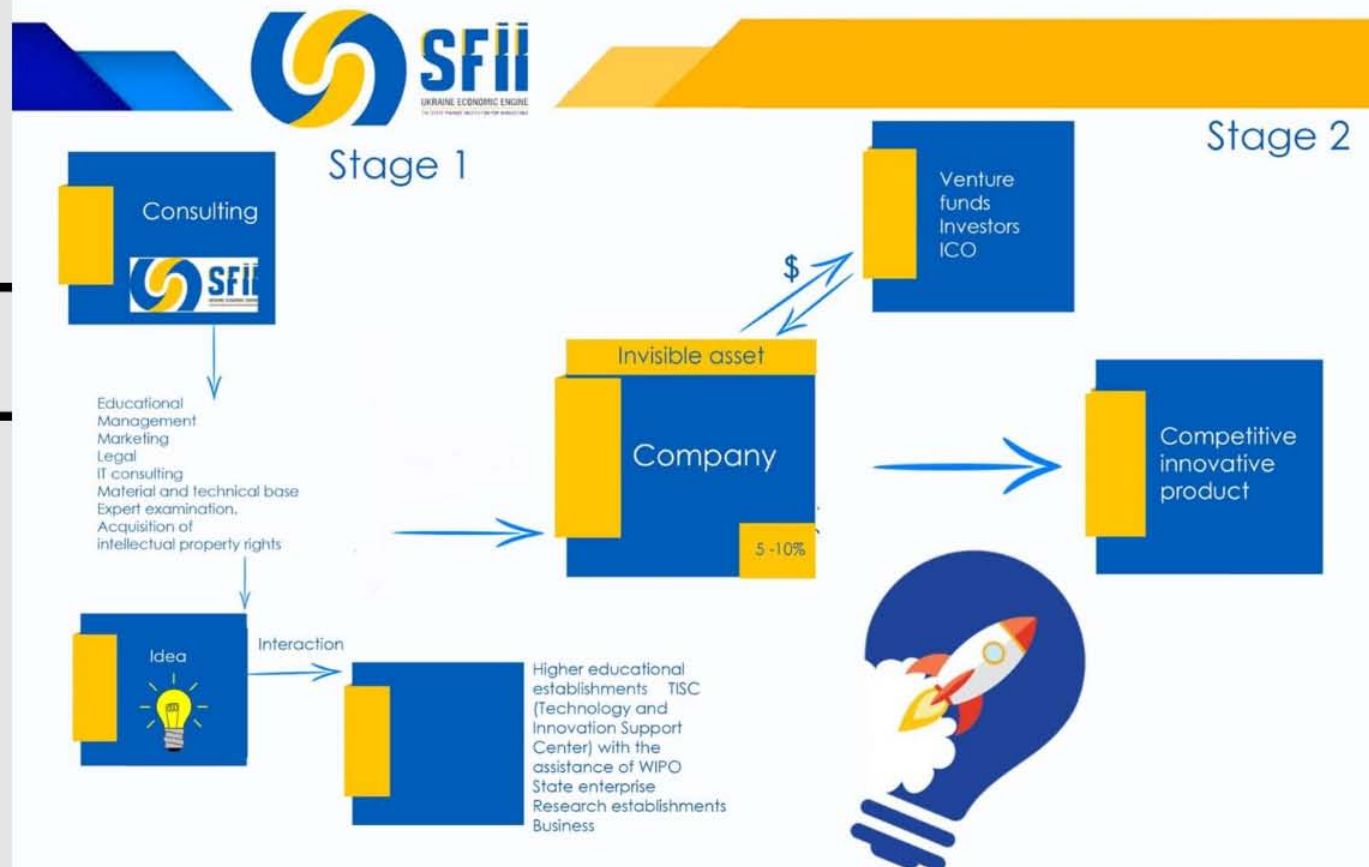 SFII
UKRAINE ECONOMIC ENGINE
Stage 1
Stage 2
Consulting
SFII
Venture
funds
Investors
ICO
$
Invisible asset
Company
5 -10%
Competitive
innovative
product
Educational
Management
Marketing
Legal
IT consulting
Material and technical base
Expert examination.
Acquisition of
intellectual property rights
Idea
Interaction
Higher educational
establishments TISC
(Technology and
Innovation Support
Center) with the
assistance of WIPO
State enterprise
Research establishments
Business